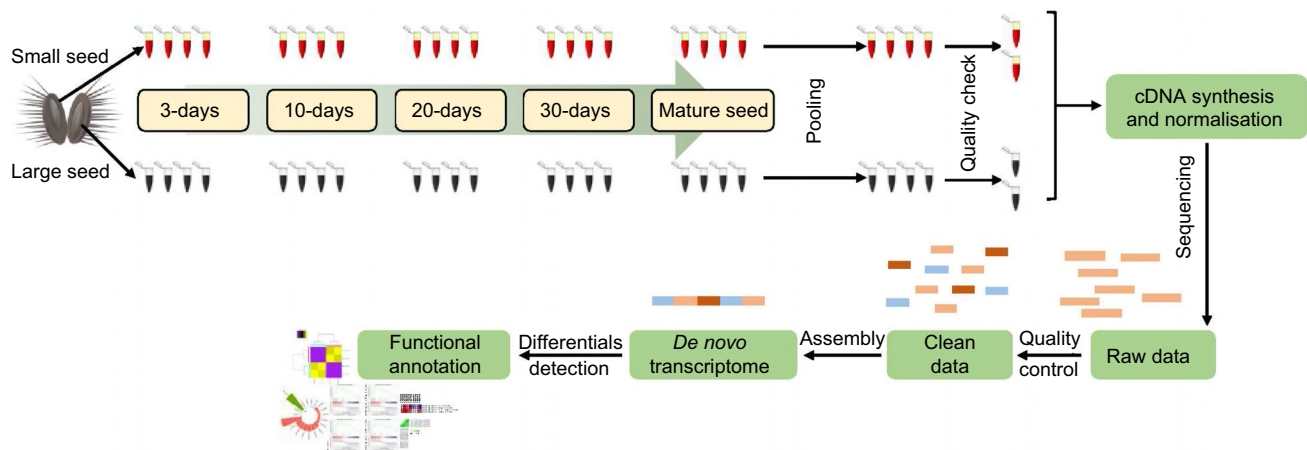 Small seed
3-days
10-days
20-days
30-days
Mature seed
Large seed
Pooling
Quality check
cDNA synthesis
and normalisation
Sequencing
Raw data
Quality
control
Clean
data
Assembly
De novo
transcriptome
Differentials
detection
Functional
annotation